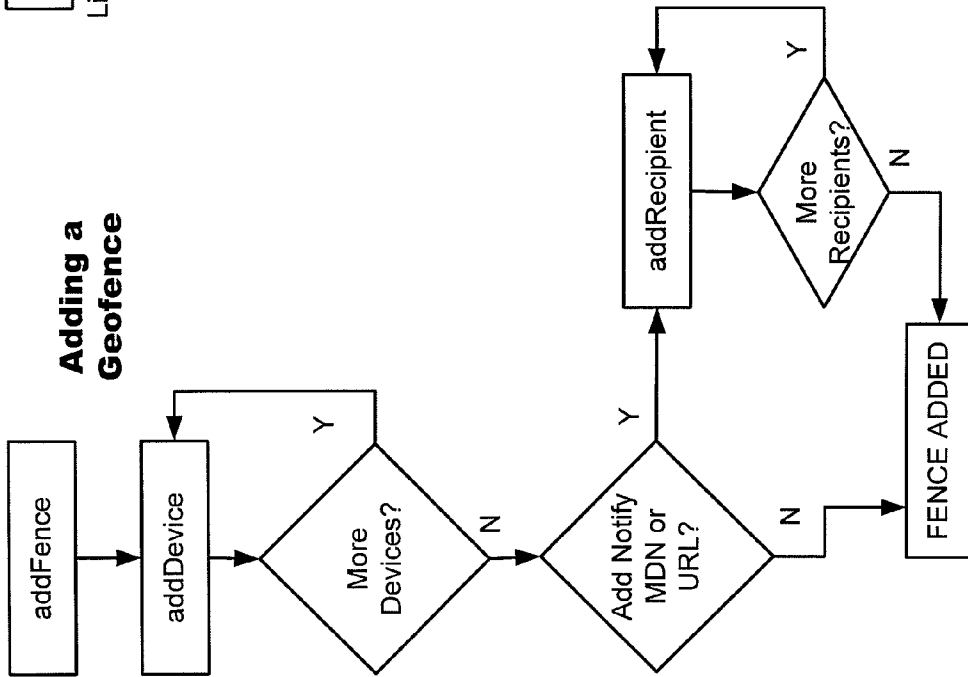 Adding a
Geofence
addFence
addDevice
Y
More
Devices?
N
Add Notify
MDN or
URL?
Y
N
addRecipient
Y
More
Recipients?
N
FENCE ADDED